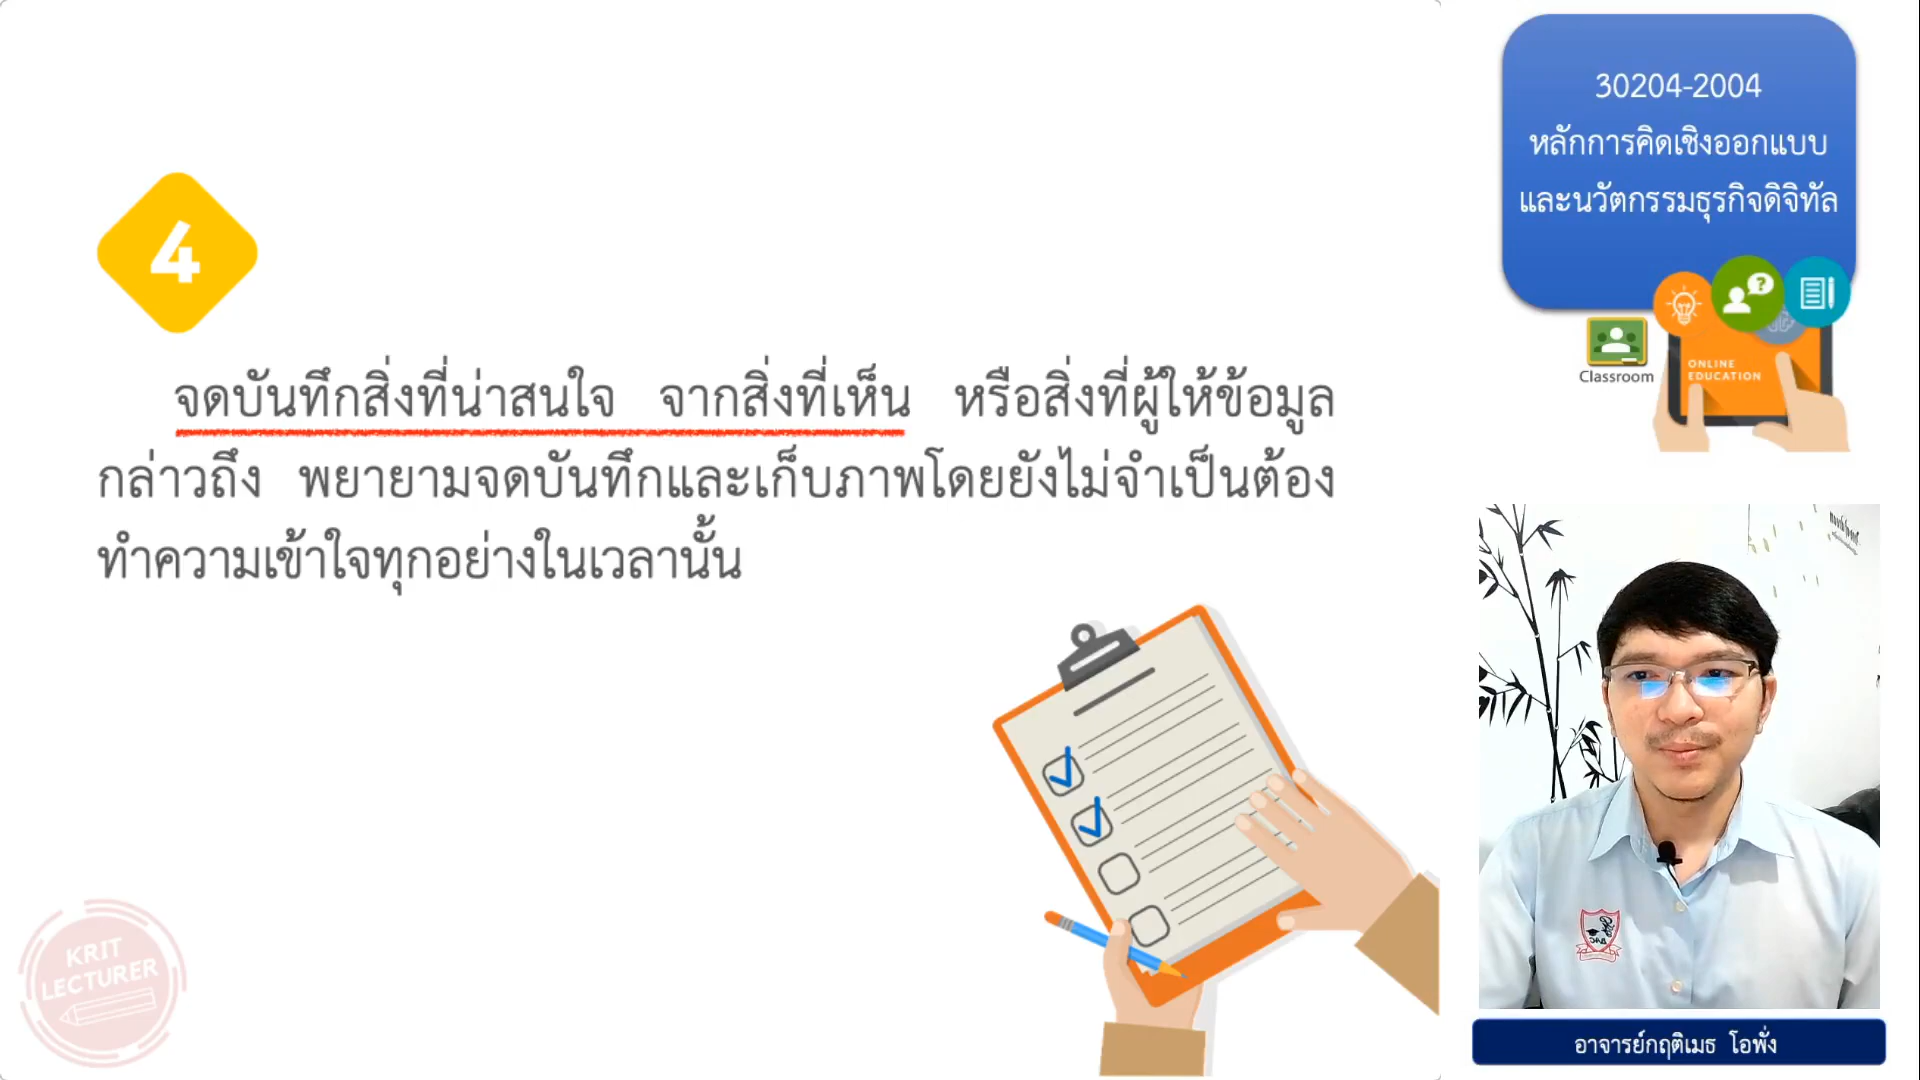 4
จดบันทึกสิ่งที่น่าสนใจ จากสิ่งที่เห็น หรือสิ่งที่ผู้ให้ข้อมูล
กล่าวถึง พยายามจดบันทึกและเก็บภาพโดยยังไม่จำเป็นต้อง
ทำความเข้าใจทุกอย่างในเวลานั้น
KRIT
LECTURER
30204-2004
หลักการคิดเชิงออกแบบ
และนวัตกรรมธุรกิจดิจิทัล
?
ONLINE
EDUCATION
Classroom
อาจารย์กฤติเมธ โอพั่ง